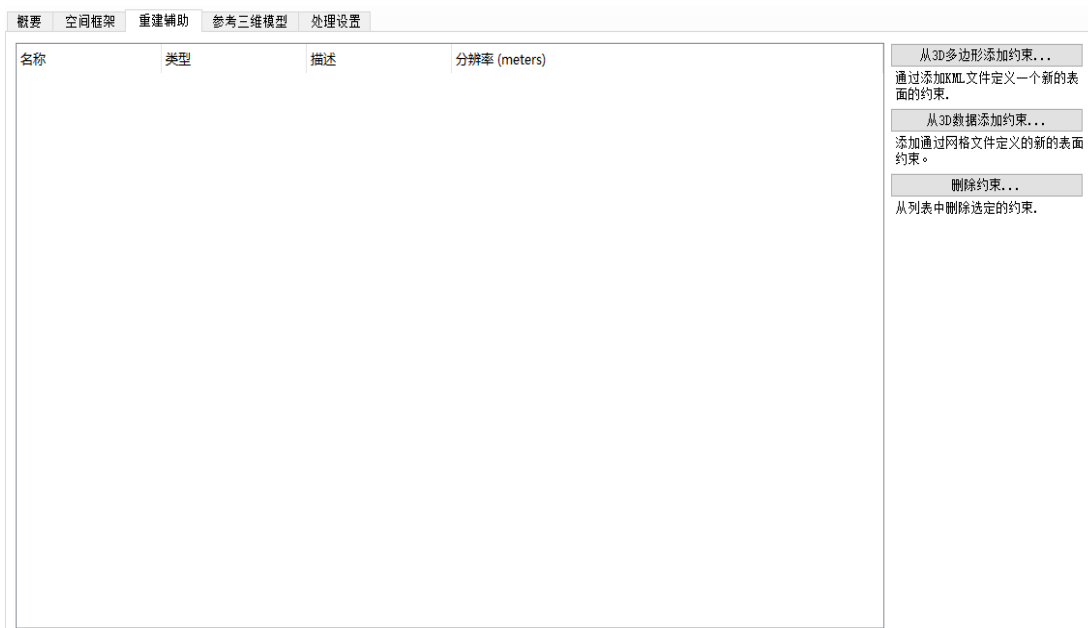 概要 空间框架 重建辅助 参考三维模型 处理设置
名称 类型 描述 分辨率 (meters)
从3D多边形添加约束...
通过添加KML文件定义一个新的表
面的约束.
从3D数据添加约束...
添加通过网格文件定义的新的表面
约束。
删除约束...
从列表中删除选定的约束.